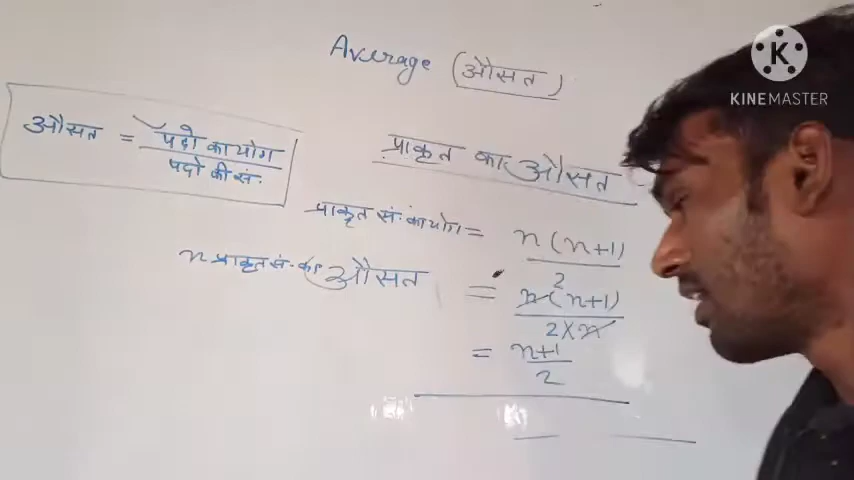 Average (औसत)
औसत = पदो का योग / पदो की सं.
प्राकृत का औसत
प्राकृत सं. का योग = n(n+1) / 2
n प्राकृत सं. का औसत = n(n+1) / 2×n
= n+1 / 2
K
KINEMASTER